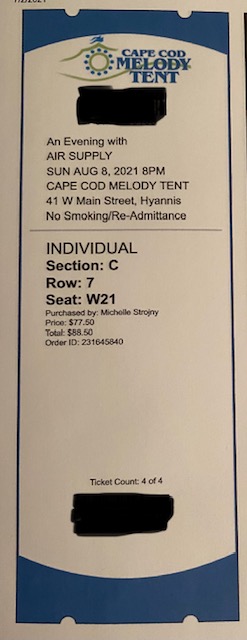 CAPE COD
MELODY
TENT
An Evening with
AIR SUPPLY
SUN AUG 8, 2021 8PM
CAPE COD MELODY TENT
41 W Main Street, Hyannis
No Smoking/Re-Admittance
INDIVIDUAL
Section: C
Row: 7
Seat: W21
Purchased by: Michelle Strojny
Price: $77.50
Total: $88.50
Order ID: 231645840
Ticket Count: 4 of 4